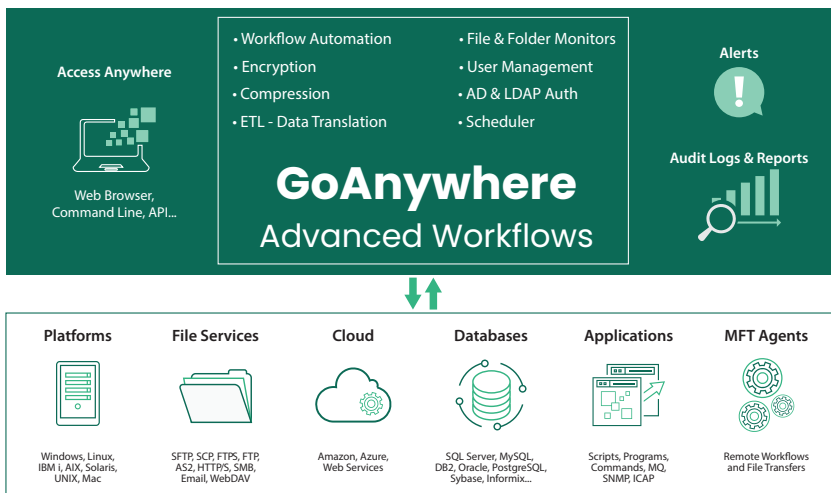 Access Anywhere
Web Browser,
Command Line, API...
• Workflow Automation
• Encryption
• Compression
• ETL - Data Translation
• File & Folder Monitors
• User Management
• AD & LDAP Auth
• Scheduler
GoAnywhere
Advanced Workflows
Alerts
!
Audit Logs & Reports
Platforms
Windows, Linux,
IBM i, AIX, Solaris,
UNIX, Mac
File Services
SFTP, SCP, FTPS, FTP,
AS2, HTTP/S, SMB,
Email, WebDAV
Cloud
Amazon, Azure,
Web Services
Databases
SQL Server, MySQL,
DB2, Oracle, PostgreSQL,
Sybase, Informix...
Applications
Scripts, Programs,
Commands, MQ,
SNMP, ICAP
MFT Agents
Remote Workflows
and File Transfers